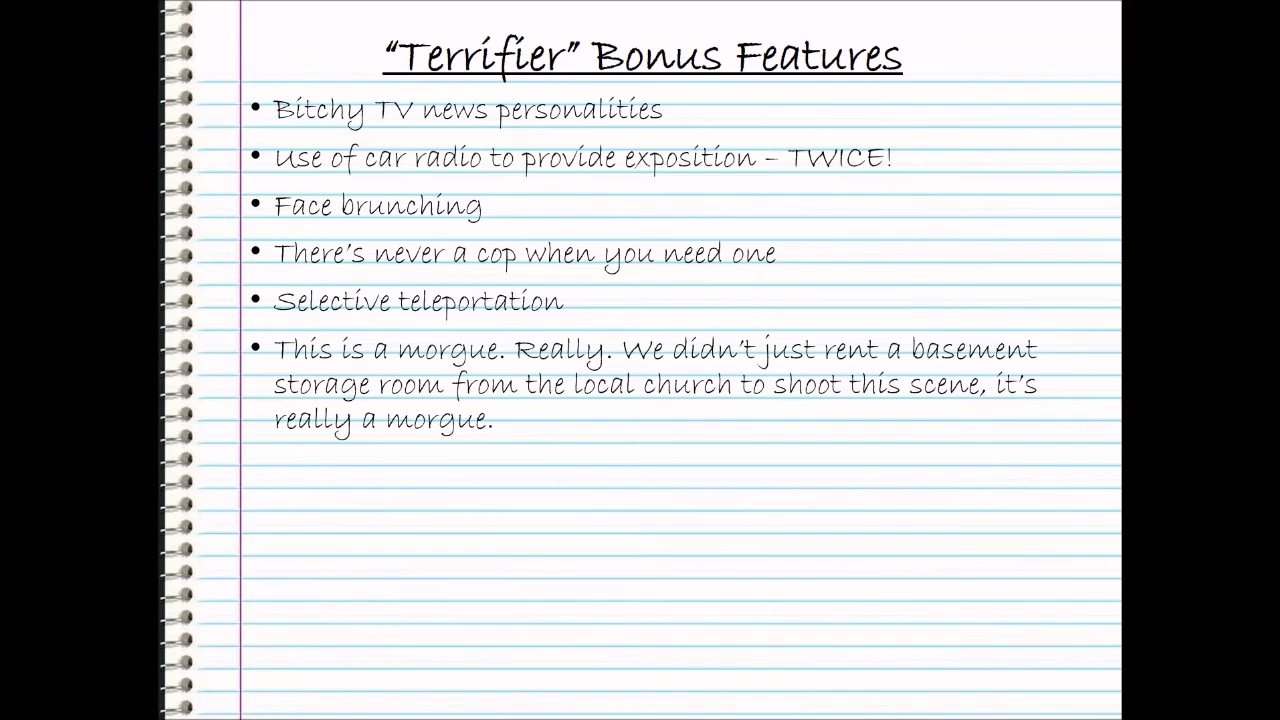 “Terrifier” Bonus Features
• Bitchy TV news personalities
• Use of car radio to provide exposition – TWICE!
• Face brunching
• There’s never a cop when you need one
• Selective teleportation
• This is a morgue. Really. We didn’t just rent a basement
storage room from the local church to shoot this scene, it’s
really a morgue.